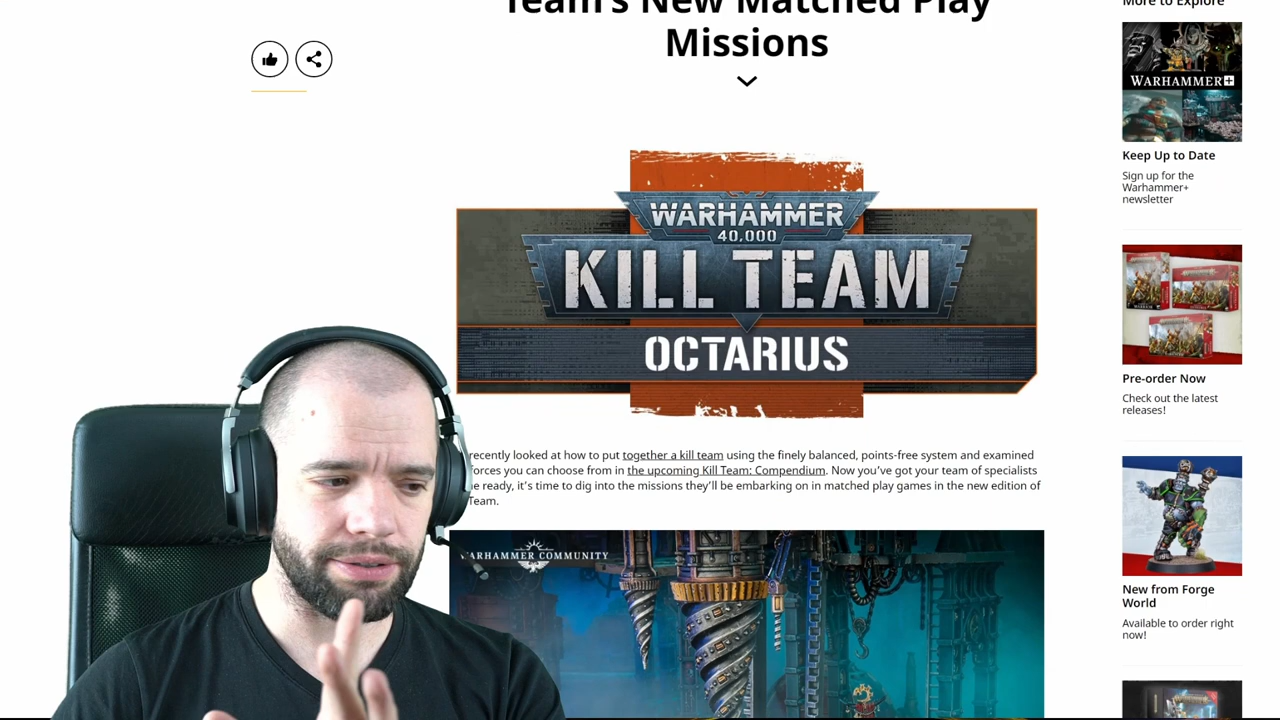 Team's New Matched Play
Missions
WARHAMMER
40,000
KILL TEAM
OCTARIUS
recently looked at how to put together a kill team using the finely balanced, points-free system and examined
forces you can choose from in the upcoming Kill Team: Compendium. Now you've got your team of specialists
ready, it's time to dig into the missions they'll be embarking on in matched play games in the new edition of
Team.
WARHAMMER COMMUNITY
More to Explore
WARHAMMER+
Keep Up to Date
Sign up for the
Warhammer+
newsletter
Pre-order Now
Check out the latest
releases!
New from Forge
World
Available to order right
now!